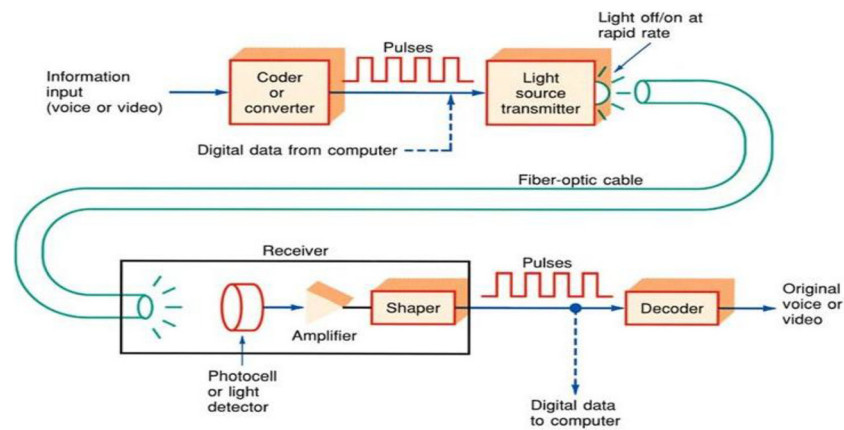 Light off/on at
rapid rate
Pulses
Information
input
(voice or video)
Coder
or
converter
Light
source
transmitter
Digital data from computer
Fiber-optic cable
Receiver
Pulses
Original
voice or
video
Shaper
Decoder
Amplifier
Photocell
or light
detector
Digital data
to computer